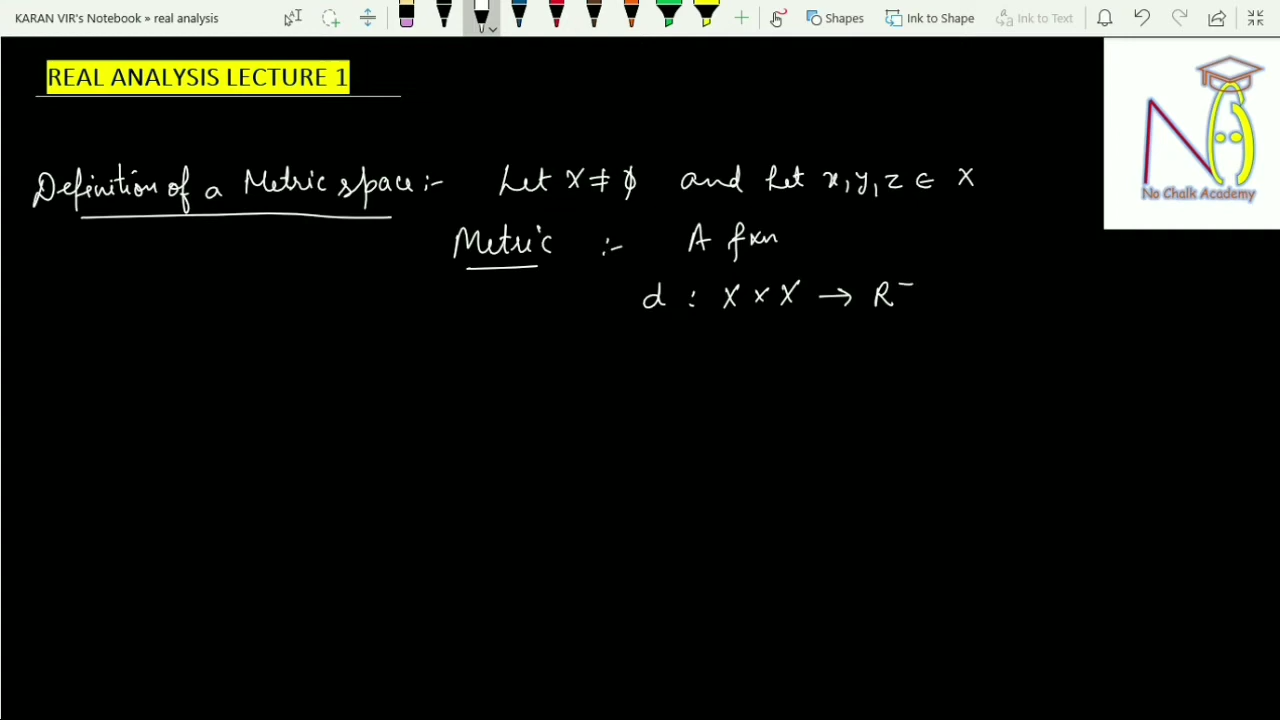 KARAN VIR's Notebook » real analysis
Shapes
Ink to Shape
Ink to Text
REAL ANALYSIS LECTURE 1
Definition of a Metric space :- Let X ≠ ϕ and let x, y, z ∈ X
Metric :- A fxn
d : X × X → R⁻
No Chalk Academy